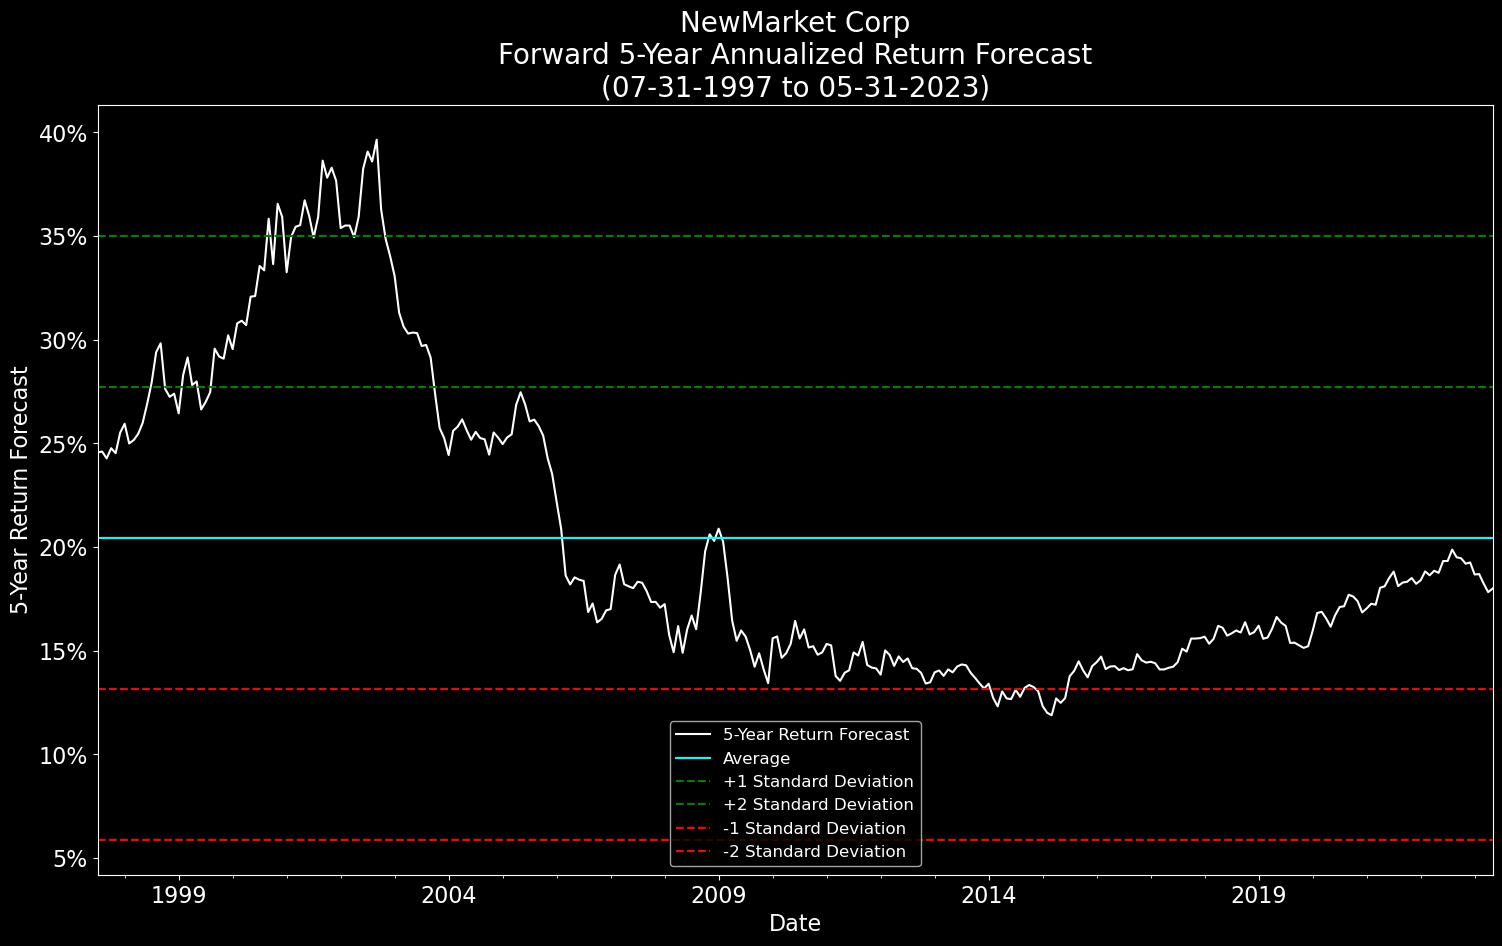 NewMarket Corp
Forward 5-Year Annualized Return Forecast
(07-31-1997 to 05-31-2023)
40%
35%
30%
25%
20%
15%
10%
5%
5-Year Return Forecast
5-Year Return Forecast
Average
+1 Standard Deviation
+2 Standard Deviation
-1 Standard Deviation
-2 Standard Deviation
1999
2004
2009
2014
2019
Date